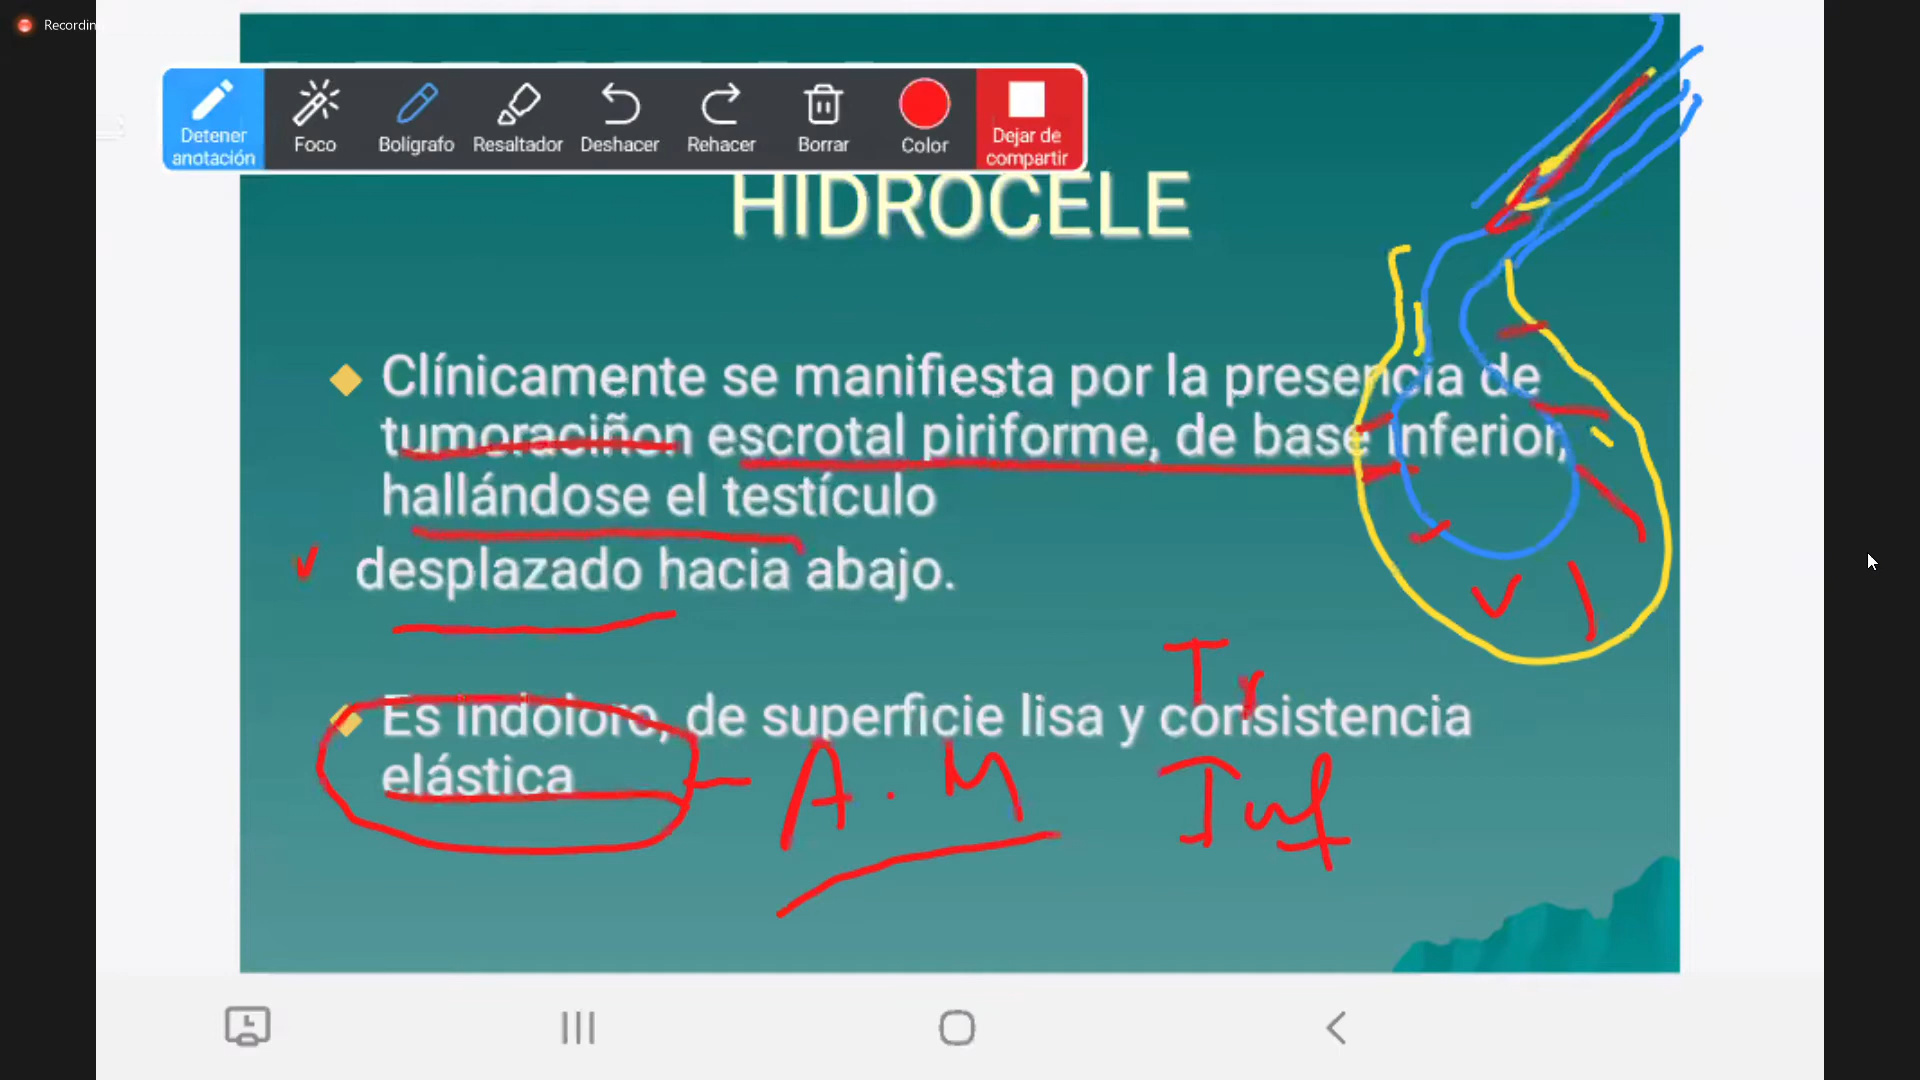 Recordin
Detener anotación
Foco
Bolígrafo
Resaltador
Deshacer
Rehacer
Borrar
Color
Dejar de compartir
HIDROCELE
Clínicamente se manifiesta por la presencia de
tumoraciñon escrotal piriforme, de base inferior,
hallándose el testículo
desplazado hacia abajo.
Tr
Es indoloro, de superficie lisa y consistencia
elástica
A . M
Inf